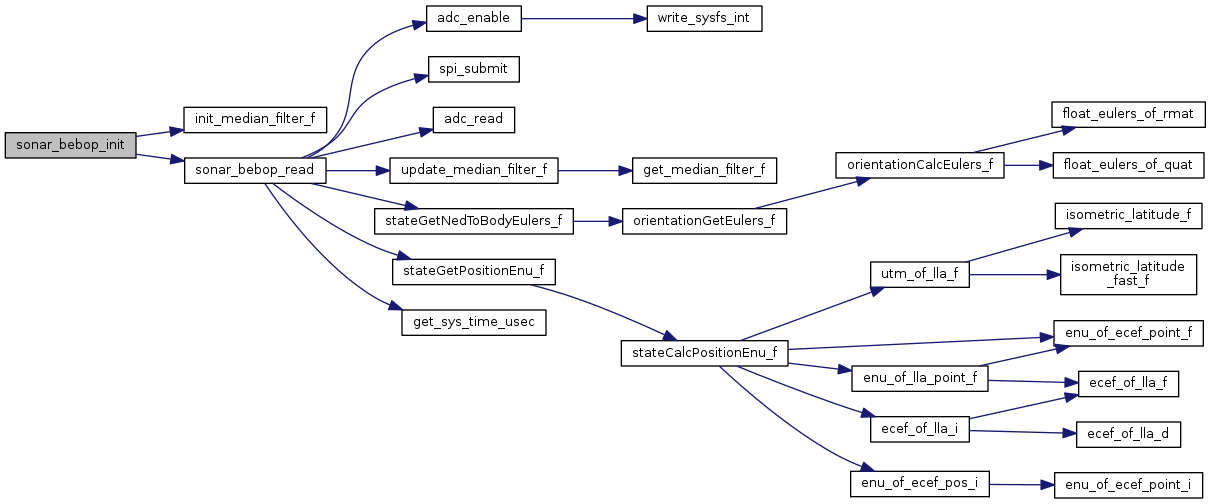 sonar_bebop_init
init_median_filter_f
sonar_bebop_read
adc_enable
write_sysfs_int
spi_submit
adc_read
update_median_filter_f
get_median_filter_f
stateGetNedToBodyEulers_f
orientationGetEulers_f
orientationCalcEulers_f
float_eulers_of_rmat
float_eulers_of_quat
stateGetPositionEnu_f
get_sys_time_usec
stateCalcPositionEnu_f
utm_of_lla_f
isometric_latitude_f
isometric_latitude
_fast_f
enu_of_ecef_point_f
enu_of_lla_point_f
ecef_of_lla_f
ecef_of_lla_i
ecef_of_lla_d
enu_of_ecef_pos_i
enu_of_ecef_point_i